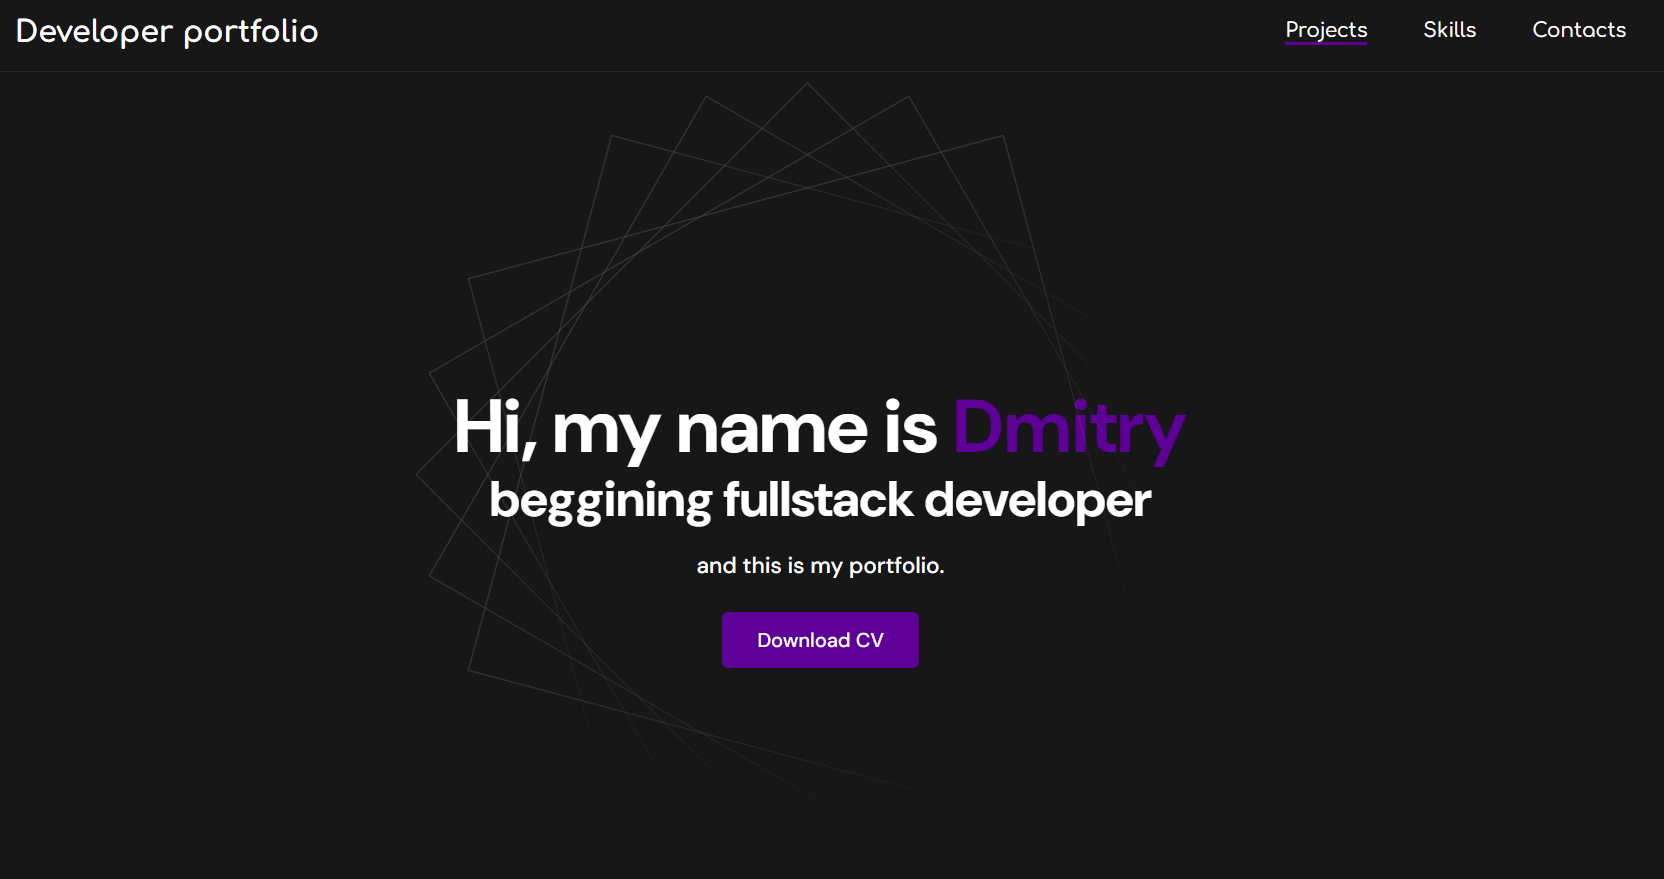 Developer portfolio
Projects Skills Contacts
Hi, my name is Dmitry
beggining fullstack developer
and this is my portfolio.
Download CV